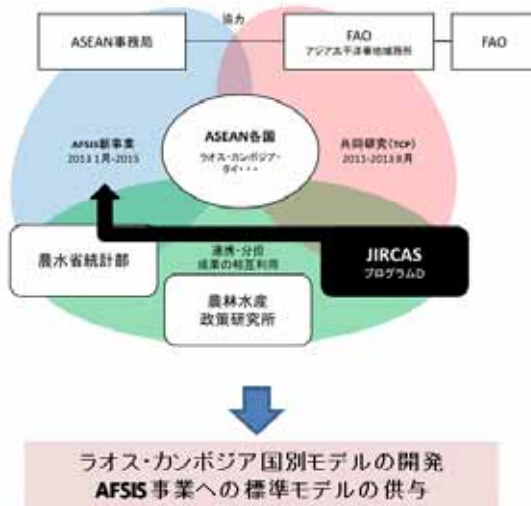 協力
ASEAN事務局
FAO
アジア太平洋地域務所
FAO
AFSIS新事業
2013 1月-2015
ASEAN各国
ラオス・カンボジア・
タイ・・・
共同研究(TCP)
2011-2013 8月
農水省統計部
連携・分担
成果の相互利用
JIRCAS
プログラムD
農林水産
政策研究所
ラオス・カンボジア国別モデルの開発
AFSIS事業への標準モデルの供与